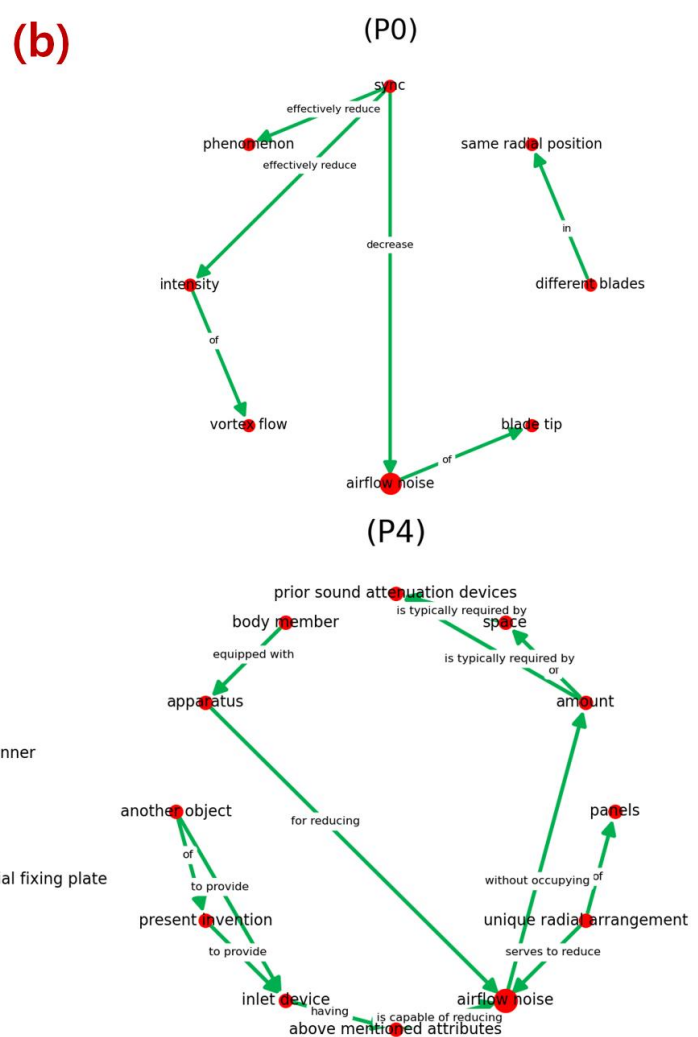 (b)
(P0)
sync
effectively reduce
phenomenon
same radial position
effectively reduce
in
decrease
intensity
different blades
of
vortex flow
blade tip
of
airflow noise
(P4)
prior sound attenuation devices
is typically required by
body member
space
equipped with
is typically required by
of
apparatus
amount
nner
another object
panels
for reducing
of
ial fixing plate
to provide
without occupying
of
present invention
unique radial arrangement
to provide
serves to reduce
inlet device
airflow noise
having
is capable of reducing
above mentioned attributes